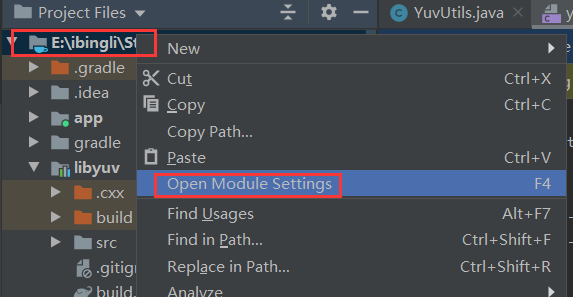 Project Files
YuvUtils.java
y
E:\ibingli\St
.gradle
.idea
app
gradle
libyuv
.cxx
build
src
.gitig
build.
New
Cut Ctrl+X
Copy Ctrl+C
Copy Path...
Paste Ctrl+V
Open Module Settings F4
Find Usages Alt+F7
Find in Path... Ctrl+Shift+F
Replace in Path... Ctrl+Shift+R
Analyze